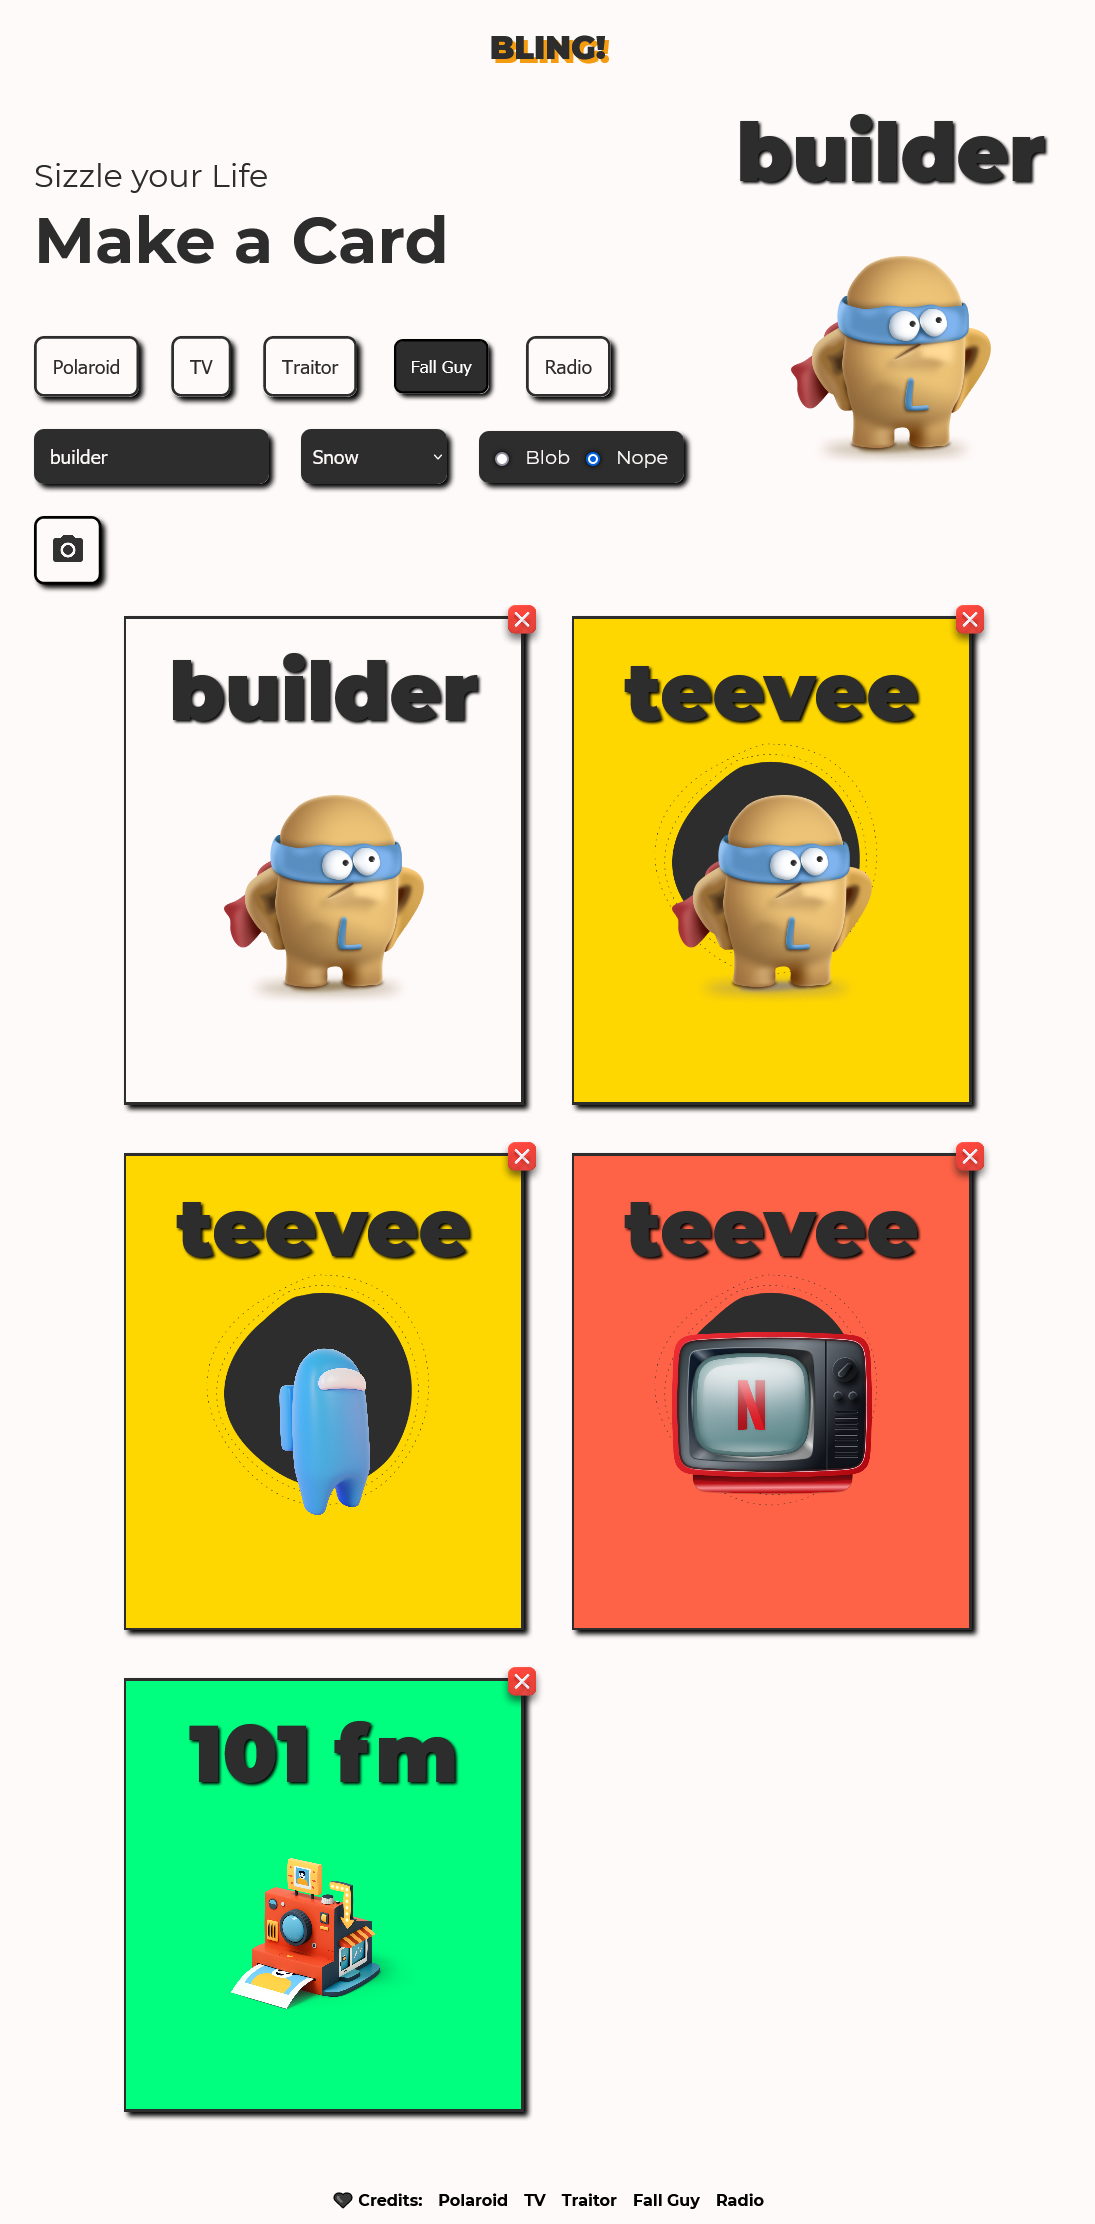 BLING!
builder
Sizzle your Life
Make a Card
Polaroid
TV
Traitor
Fall Guy
Radio
L
builder
Snow
Blob
Nope
builder
L
teevee
L
teevee
teevee
N
101 fm
Credits: Polaroid TV Traitor Fall Guy Radio